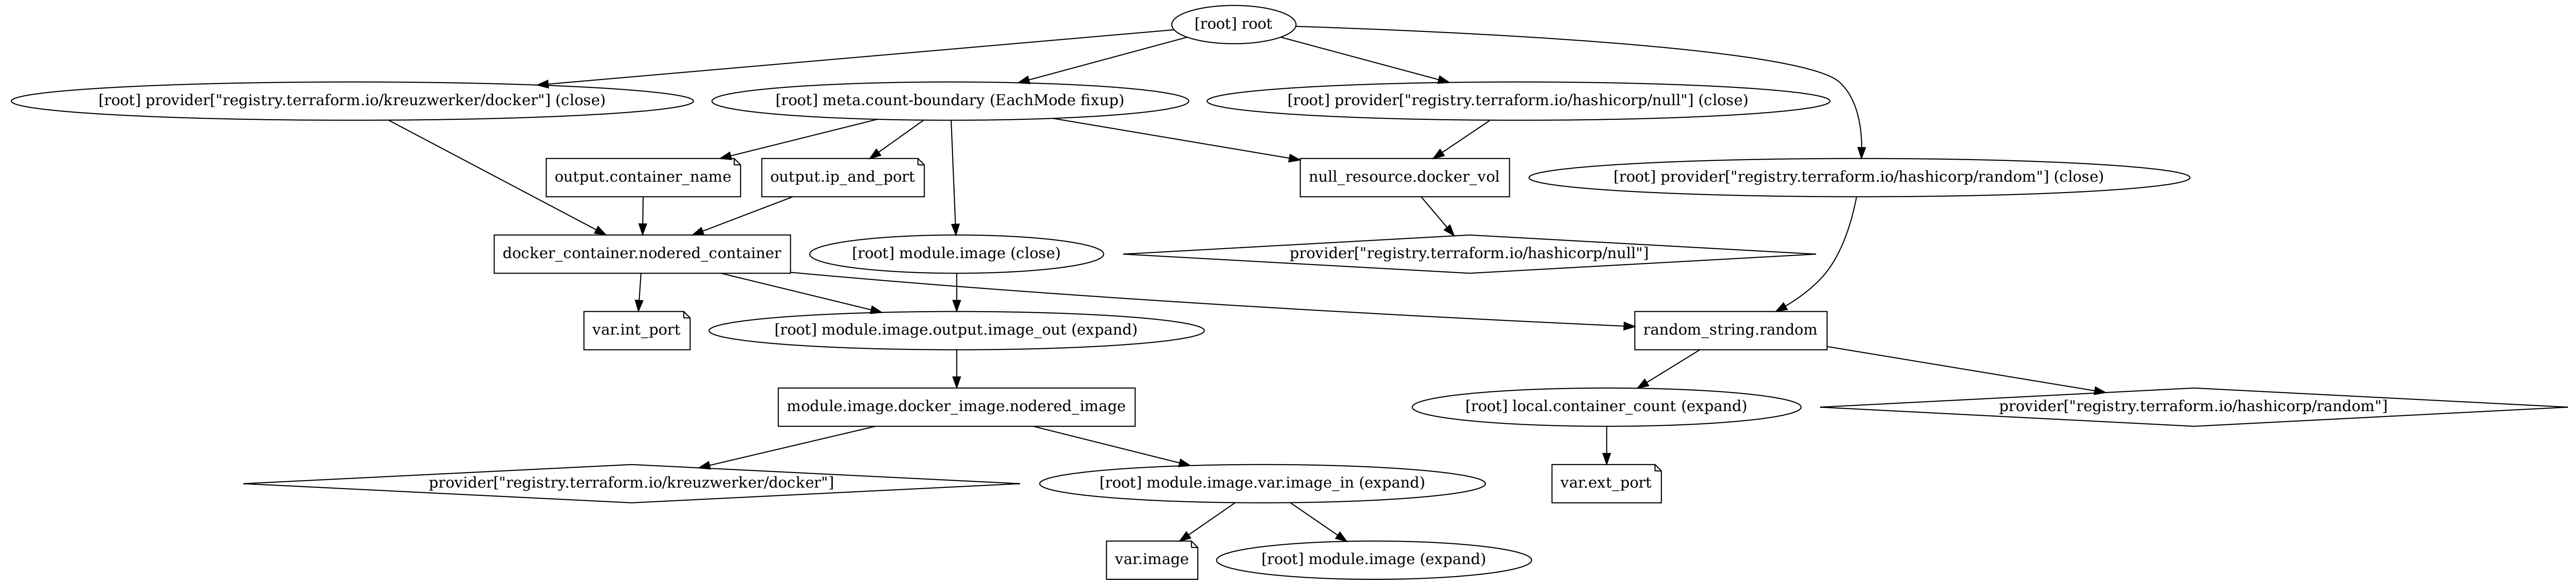 [root] root
[root] provider["registry.terraform.io/kreuzwerker/docker"] (close)
[root] meta.count-boundary (EachMode fixup)
[root] provider["registry.terraform.io/hashicorp/null"] (close)
output.container_name
output.ip_and_port
null_resource.docker_vol
[root] provider["registry.terraform.io/hashicorp/random"] (close)
docker_container.nodered_container
[root] module.image (close)
provider["registry.terraform.io/hashicorp/null"]
var.int_port
[root] module.image.output.image_out (expand)
random_string.random
module.image.docker_image.nodered_image
[root] local.container_count (expand)
provider["registry.terraform.io/hashicorp/random"]
provider["registry.terraform.io/kreuzwerker/docker"]
[root] module.image.var.image_in (expand)
var.ext_port
var.image
[root] module.image (expand)